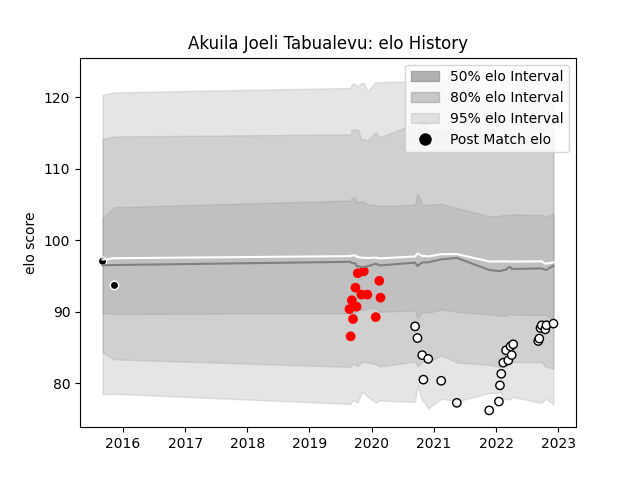 Akuila Joeli Tabualevu: elo History
50% elo Interval
80% elo Interval
95% elo Interval
Post Match elo
elo score
120
110
100
90
80
2016 2017 2018 2019 2020 2021 2022 2023